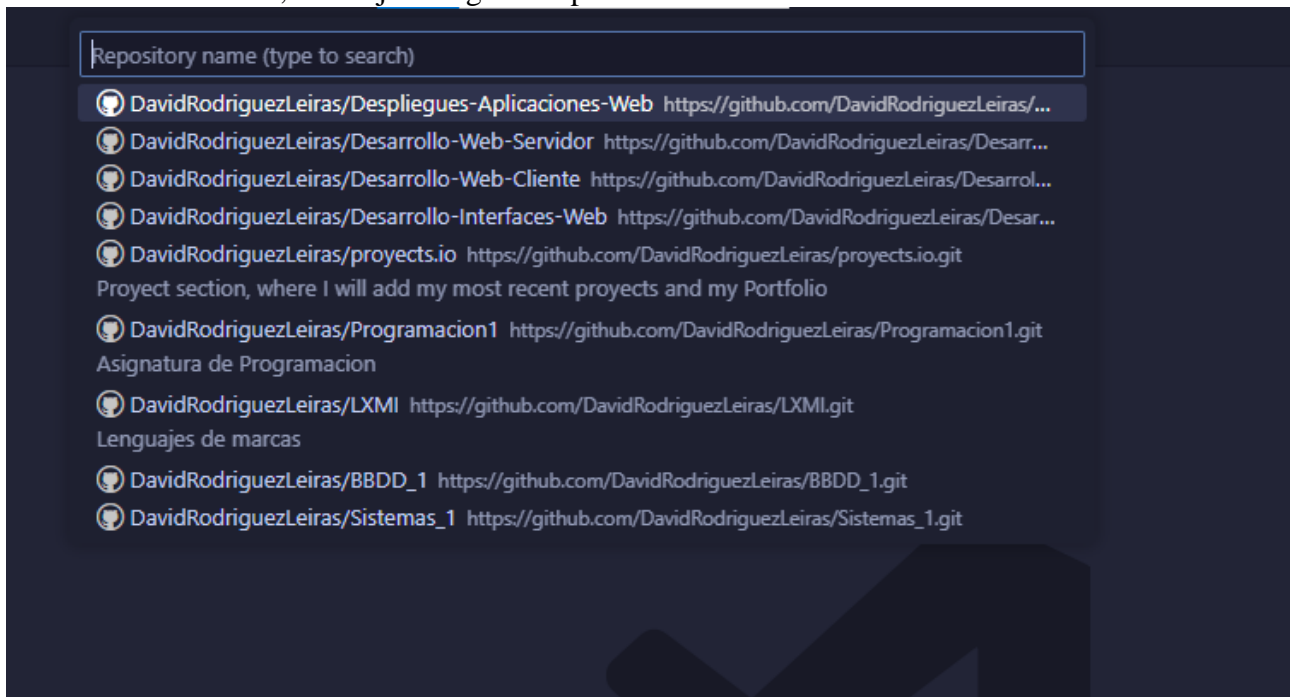 Repository name (type to search)
DavidRodriguezLeiras/Despliegues-Aplicaciones-Web https://github.com/DavidRodriguezLeiras/...
DavidRodriguezLeiras/Desarrollo-Web-Servidor https://github.com/DavidRodriguezLeiras/Desarr...
DavidRodriguezLeiras/Desarrollo-Web-Cliente https://github.com/DavidRodriguezLeiras/Desarrol...
DavidRodriguezLeiras/Desarrollo-Interfaces-Web https://github.com/DavidRodriguezLeiras/Desar...
DavidRodriguezLeiras/proyects.io https://github.com/DavidRodriguezLeiras/proyects.io.git
Proyect section, where I will add my most recent proyects and my Portfolio
DavidRodriguezLeiras/Programacion1 https://github.com/DavidRodriguezLeiras/Programacion1.git
Asignatura de Programacion
DavidRodriguezLeiras/LXMI https://github.com/DavidRodriguezLeiras/LXMI.git
Lenguajes de marcas
DavidRodriguezLeiras/BBDD_1 https://github.com/DavidRodriguezLeiras/BBDD_1.git
DavidRodriguezLeiras/Sistemas_1 https://github.com/DavidRodriguezLeiras/Sistemas_1.git